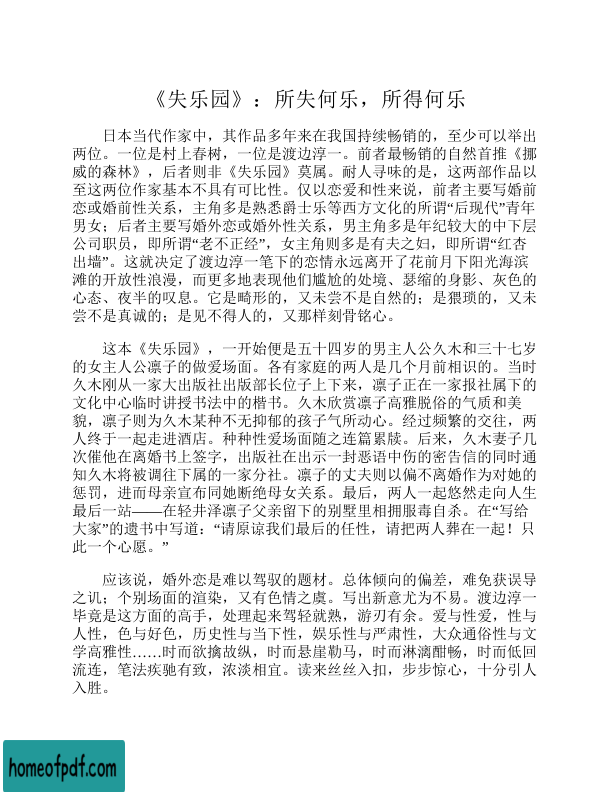 《失乐园》：所失何乐，所得何乐
日本当代作家中，其作品多年来在我国持续畅销的，至少可以举出
两位。一位是村上春树，一位是渡边淳一。前者最畅销的自然首推《挪
威的森林》，后者则非《失乐园》莫属。耐人寻味的是，这两部作品以
至这两位作家基本不具有可比性。仅以恋爱和性来说，前者主要写婚前
恋或婚前性关系，主角多是熟悉爵士乐等西方文化的所谓“后现代”青年
男女；后者主要写婚外恋或婚外性关系，男主角多是年纪较大的中下层
公司职员，即所谓“老不正经”，女主角则多是有夫之妇，即所谓“红杏
出墙”。这就决定了渡边淳一笔下的恋情永远离开了花前月下阳光海滨
滩的开放性浪漫，而更多地表现他们尴尬的处境、瑟缩的身影、灰色的
心态、夜半的叹息。它是畸形的，又未尝不是自然的；是猥琐的，又未
尝不是真诚的；是见不得人的，又那样刻骨铭心。
这本《失乐园》，一开始便是五十四岁的男主人公久木和三十七岁
的女主人公凛子的做爱场面。各有家庭的两人是几个月前相识的。当时
久木刚从一家大出版社出版部长位子上下来，凛子正在一家报社属下的
文化中心临时讲授书法中的楷书。久木欣赏凛子高雅脱俗的气质和美
貌，凛子则为久木某种不无抑郁的孩子气所动心。经过频繁的交往，两
人终于一起走进酒店。种种性爱场面随之连篇累牍。后来，久木妻子几
次催他在离婚书上签字，出版社在出示一封恶语中伤的密告信的同时通
知久木将被调往下属的一家分社。凛子的丈夫则以偏不离婚作为对她的
惩罚，进而母亲宣布同她断绝母女关系。最后，两人一起悠然走向人生
最后一站——在轻井泽凛子父亲留下的别墅里相拥服毒自杀。在“写给
大家”的遗书中写道：“请原谅我们最后的任性，请把两人葬在一起！只
此一个心愿。”
应该说，婚外恋是难以驾驭的题材。总体倾向的偏差，难免获误导
之讥；个别场面的渲染，又有色情之虞。写出新意尤为不易。渡边淳一
毕竟是这方面的高手，处理起来驾轻就熟，游刃有余。爱与性爱，性与
人性，色与好色，历史性与当下性，娱乐性与严肃性，大众通俗性与文
学高雅性……时而欲擒故纵，时而悬崖勒马，时而淋漓酣畅，时而低回
流连，笔法疾驰有致，浓淡相宜。读来丝丝入扣，步步惊心，十分引人
入胜。
homeofpdf.com